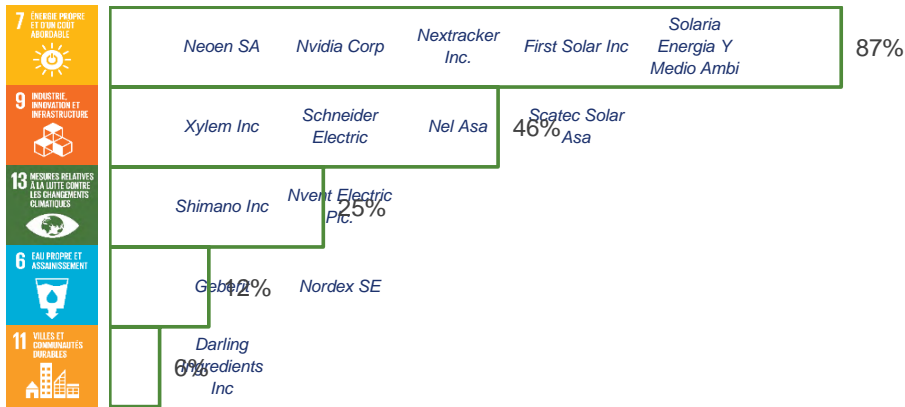 7 ÉNERGIE PROPRE
ET D'UN COÛT
ABORDABLE
Neoen SA
Nvidia Corp
Nextracker
Inc.
First Solar Inc
Solaria
Energia Y
Medio Ambi
87%
9 INDUSTRIE,
INNOVATION ET
INFRASTRUCTURE
Xylem Inc
Schneider
Electric
Nel Asa
46%
Scatec Solar
Asa
13 MESURES RELATIVES
À LA LUTTE CONTRE
LES CHANGEMENTS
CLIMATIQUES
Shimano Inc
Nvent Electric
Plc.
25%
6 EAU PROPRE ET
ASSAINISSEMENT
Geberit
12%
Nordex SE
11 VILLES ET
COMMUNAUTÉS
DURABLES
Darling
Ingredients
Inc
6%